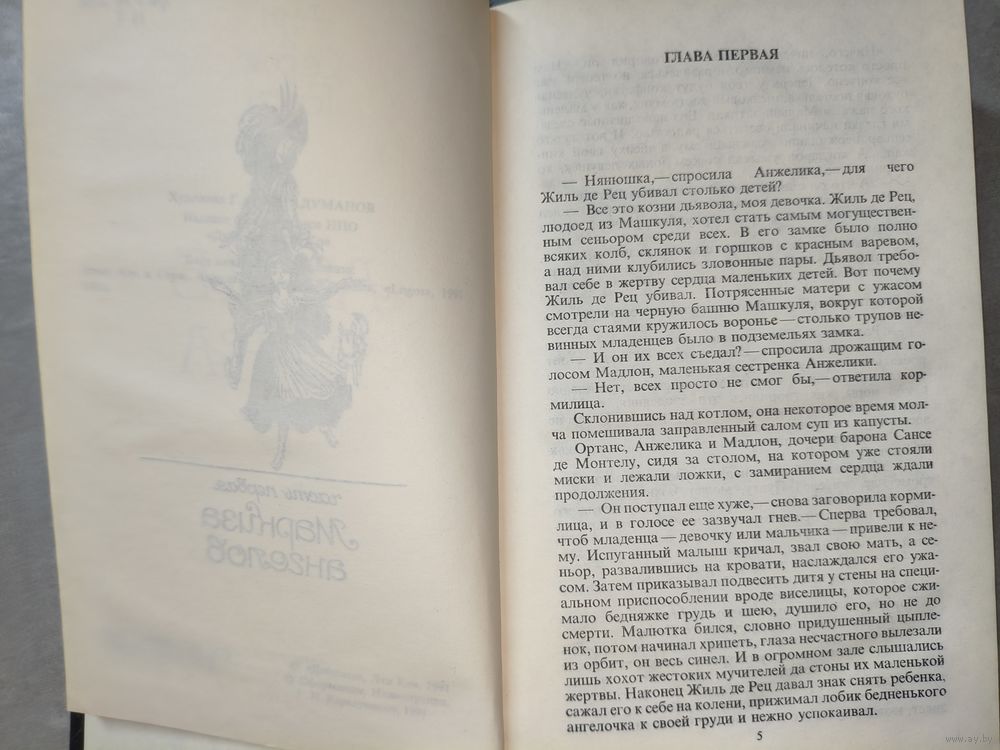 ДУМАНОВ
НПО
часть первая
Маркиза
ангелов
ГЛАВА ПЕРВАЯ
— Нянюшка,— спросила Анжелика,— для чего
Жиль де Рец убивал столько детей?
— Все это козни дьявола, моя девочка. Жиль де Рец,
людоед из Машкуля, хотел стать самым могуществен-
ным сеньором среди всех. В его замке было полно
всяких колб, склянок и горшков с красным варевом,
а над ними клубились зловонные пары. Дьявол требо-
вал себе в жертву сердца маленьких детей. Вот почему
Жиль де Рец убивал. Потрясенные матери с ужасом
смотрели на черную башню Машкуля, вокруг которой
всегда стаями кружилось воронье — столько трупов не-
винных младенцев было в подземельях замка.
— И он их всех съедал? — спросила дрожащим го-
лосом Мадлон, маленькая сестренка Анжелики.
— Нет, всех просто не смог бы,— ответила кор-
милица.
Склонившись над котлом, она некоторое время мол-
ча помешивала заправленный салом суп из капусты.
Ортанс, Анжелика и Мадлон, дочери барона Сансе
де Монтелу, сидя за столом, на котором уже стояли
миски и лежали ложки, с замиранием сердца ждали
продолжения.
— Он поступал еще хуже,— снова заговорила корми-
лица, и в голосе ее зазвучал гнев.— Сперва требовал,
чтоб младенца — девочку или мальчика — привели к не-
му. Испуганный малыш кричал, звал свою мать, а се-
ньор, развалившись на кровати, наслаждался его ужа-
сом. Затем приказывал подвесить дитя у стены на специ-
альном приспособлении вроде виселицы, которое сжи-
мало бедняжке грудь и шею, душило его, но не до
смерти. Малютка бился, словно придушенный цыпле-
нок, потом начинал хрипеть, глаза несчастного вылезали
из орбит, он весь синел. И в огромном зале слышались
лишь хохот жестоких мучителей да стоны их маленькой
жертвы. Наконец Жиль де Рец давал знак снять ребенка,
сажал его к себе на колени, прижимал лобик бедненького
ангелочка к своей груди и нежно успокаивал.
5
www.ay.by